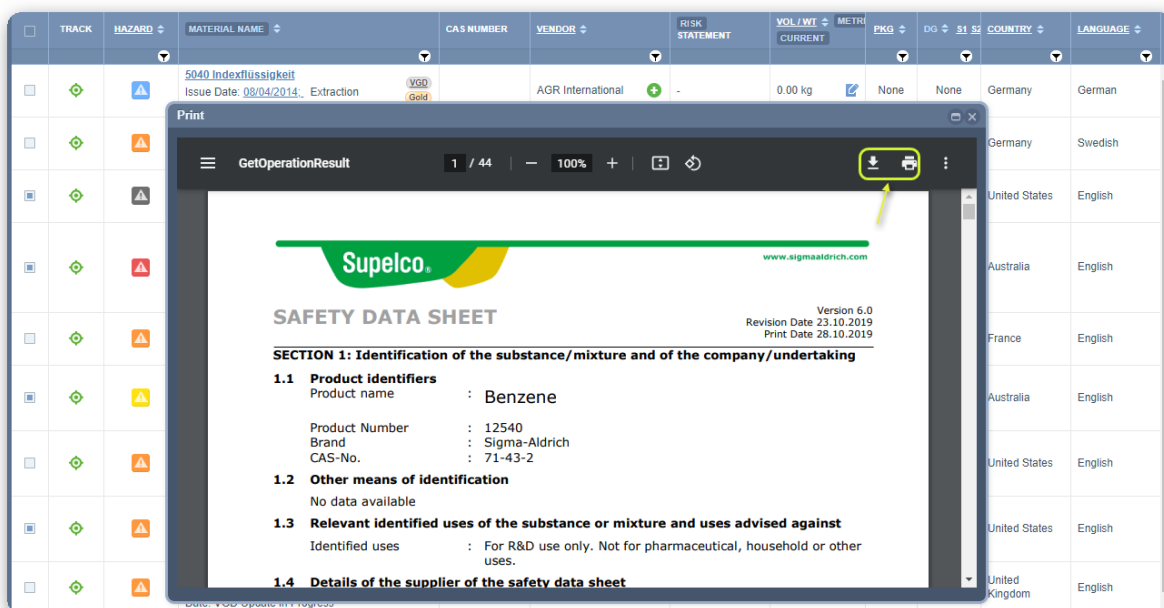 TRACK HAZARD MATERIAL NAME CAS NUMBER VENDOR RISK STATEMENT VOL / WT METRI CURRENT PKG DG S1 S2 COUNTRY LANGUAGE
5040 Indexflüssigkeit
Issue Date: 08/04/2014; Extraction
VGD
Gold
AGR International - 0.00 kg None None Germany German
Print
Germany Swedish
GetOperationResult 1 / 44 100%
United States English
Supelco®
www.sigmaaldrich.com
Australia English
SAFETY DATA SHEET
Version 6.0
Revision Date 23.10.2019
Print Date 28.10.2019
France English
SECTION 1: Identification of the substance/mixture and of the company/undertaking
1.1 Product identifiers
Product name : Benzene
Australia English
Product Number : 12540
Brand : Sigma-Aldrich
CAS-No. : 71-43-2
United States English
1.2 Other means of identification
No data available
1.3 Relevant identified uses of the substance or mixture and uses advised against
United States English
Identified uses : For R&D use only. Not for pharmaceutical, household or other
uses.
1.4 Details of the supplier of the safety data sheet
United Kingdom English
Date: VGD Update in Progress